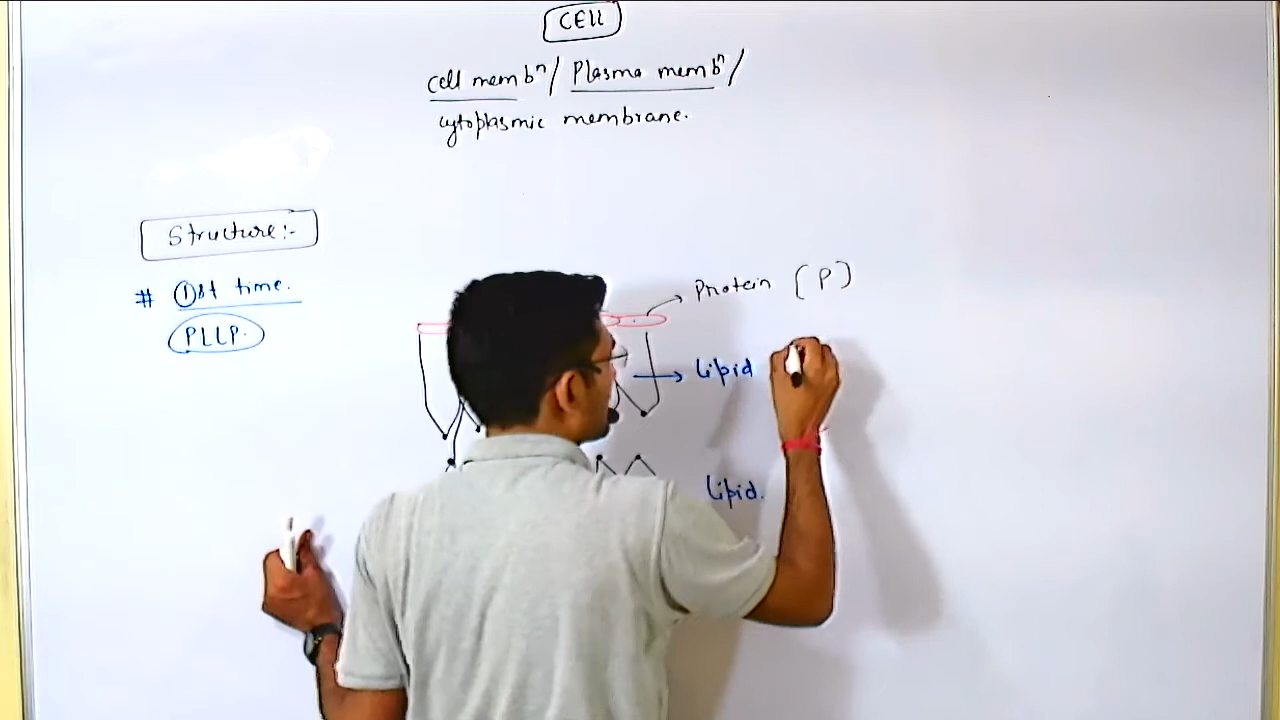 CELL
Cell membⁿ/ Plasma membⁿ/
cytoplasmic membrane.
Structure:-
# ①st time.
PLLP.
Protein (P)
Lipid
Lipid.